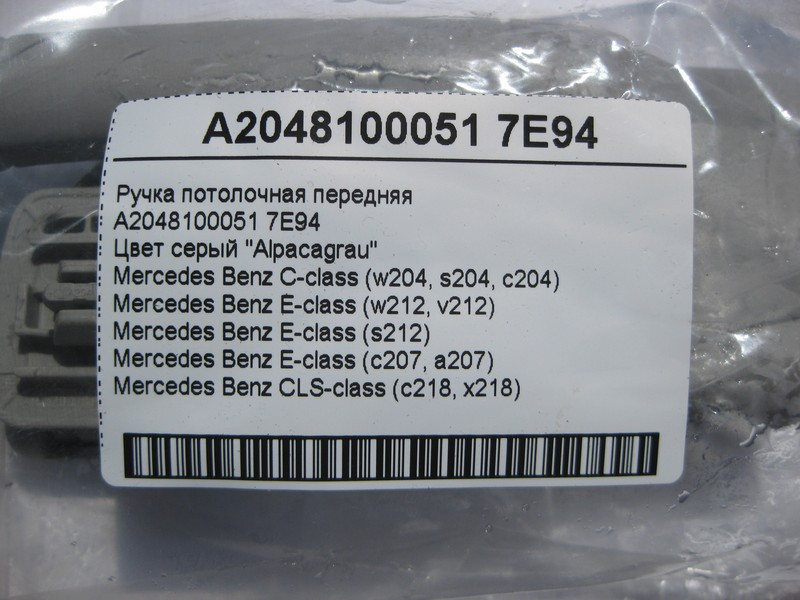 A2048100051 7E94
Ручка потолочная передняя
A2048100051 7E94
Цвет серый "Alpacagrau"
Mercedes Benz C-class (w204, s204, c204)
Mercedes Benz E-class (w212, v212)
Mercedes Benz E-class (s212)
Mercedes Benz E-class (c207, a207)
Mercedes Benz CLS-class (c218, x218)